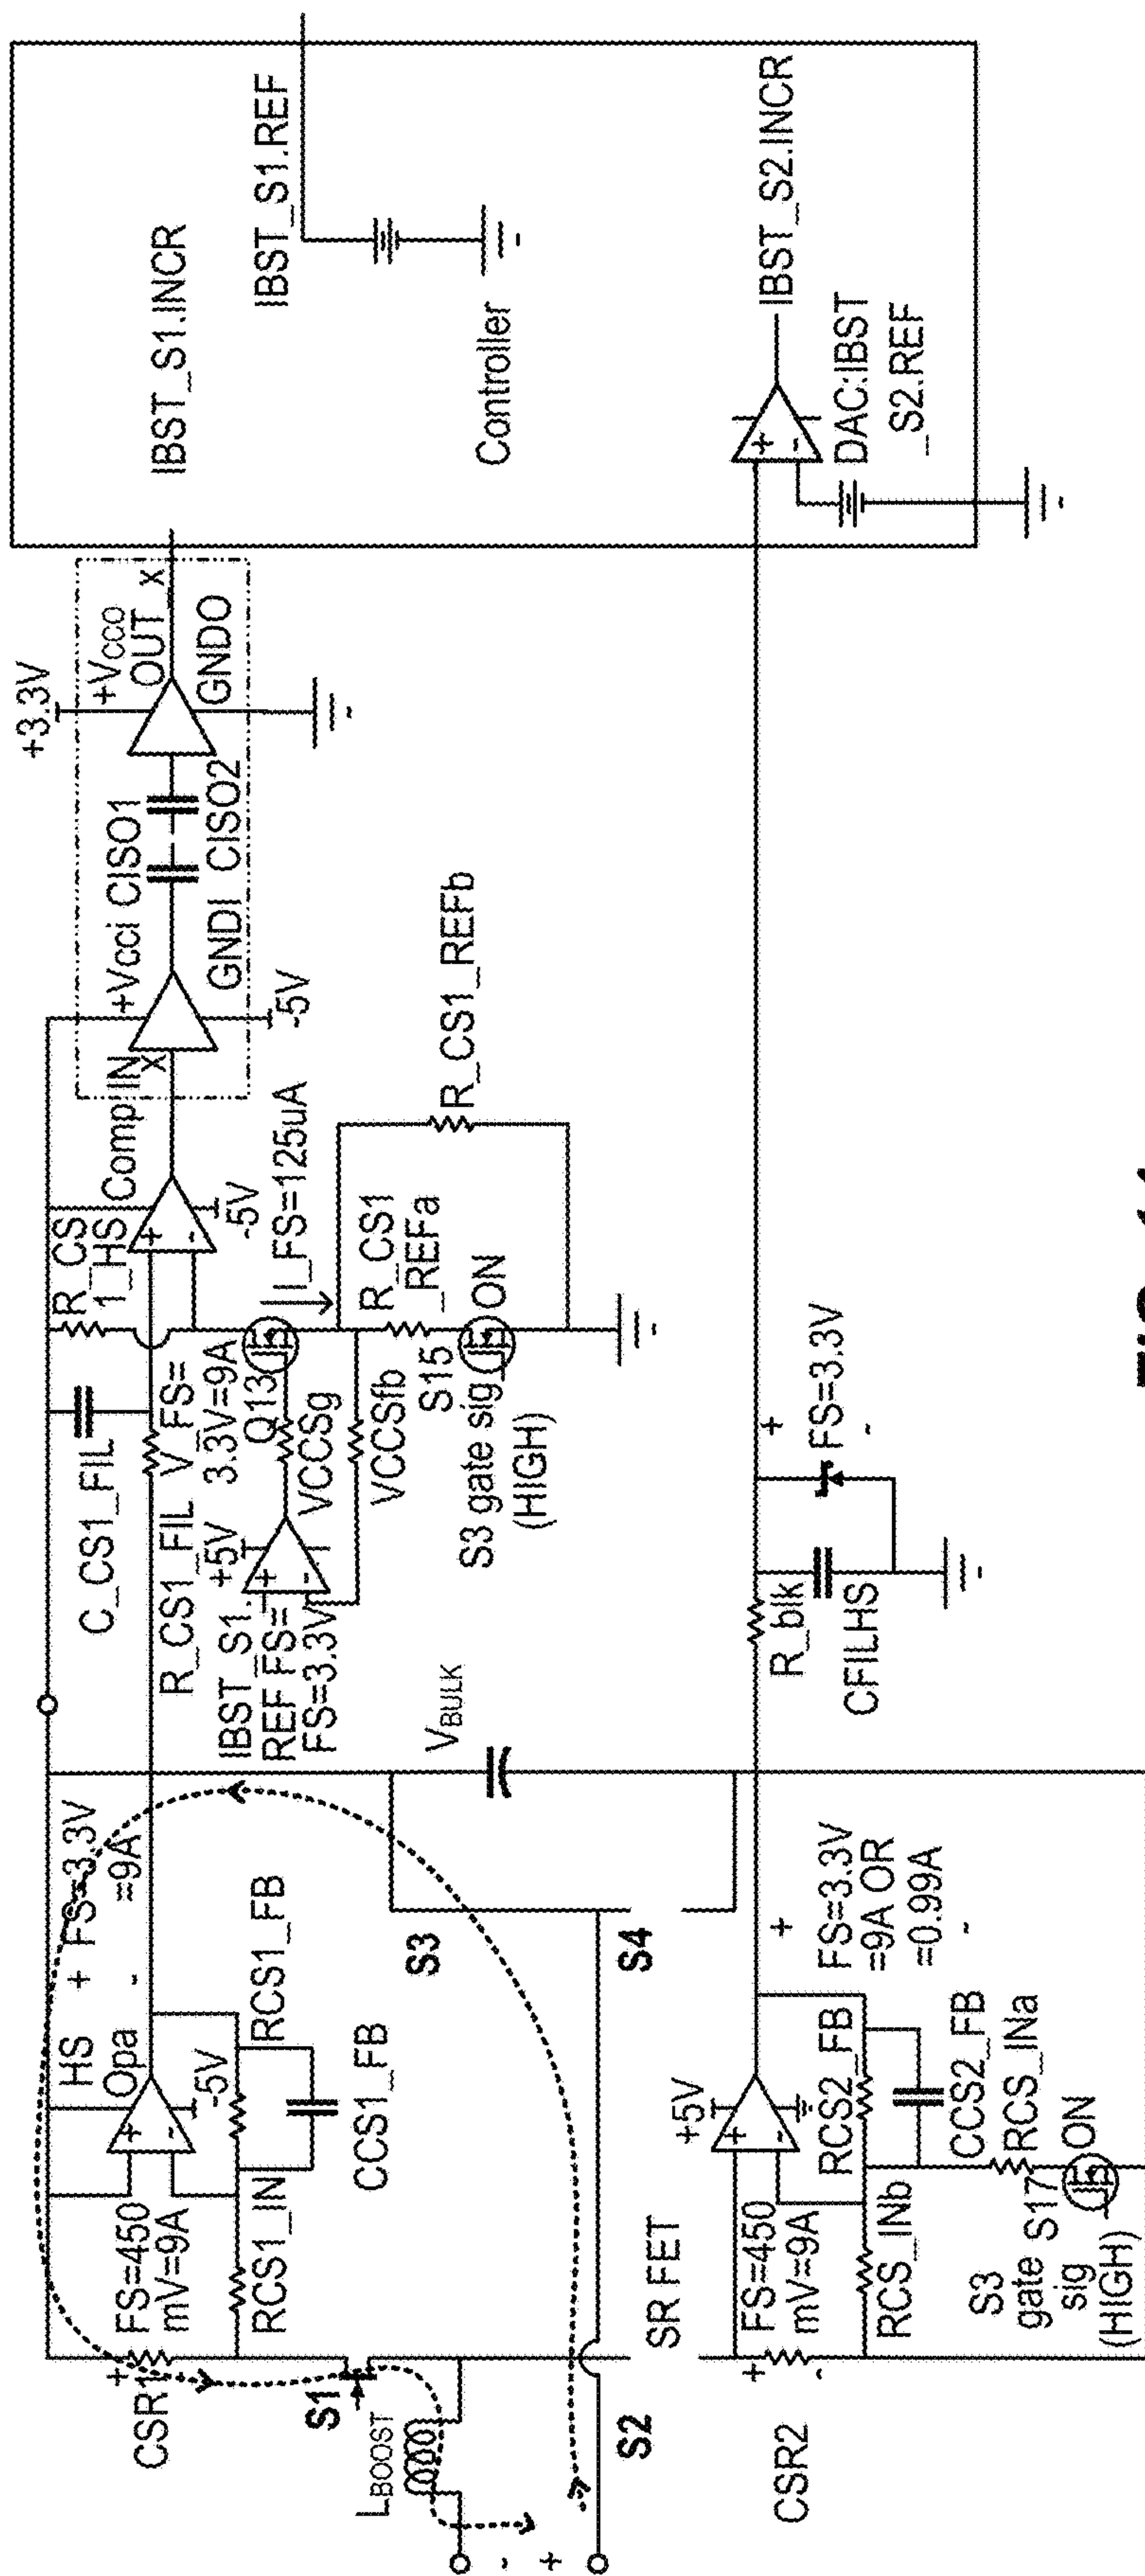 CSR1
FS=450
mV=9A
HS
Opa
+ FS=3.3V
- =9A
-5V
RCS1_IN
RCS1_FB
CCS1_FB
S1
LBOOST
S2
SR FET
S3
S4
VBULK
C_CS1_FIL
R_CS1_FIL
V_FS=
3.3V=9A
R_CS
1_HS
Comp
-5V
IBST_S1.
REF FS=
FS=3.3V
+5V
Q13
VCCSg
VCCSfb
I_FS=125uA
R_CS1
_REFa
R_CS1_REFb
S15
ON
S3 gate sig
(HIGH)
IN
X
+Vcci
CISO1
GNDI
CISO2
-5V
+3.3V
+VCCO
OUT
X
GNDO
IBST_S1.INCR
IBST_S1.REF
Controller
IBST_S2.INCR
DAC:IBST
_S2.REF
CSR2
FS=450
mV=9A
+5V
RCS_INb
RCS2_FB
CCS2_FB
RCS_INa
S3
gate
sig
(HIGH)
S17
ON
FS=3.3V
=9A OR
=0.99A
R_blk
CFILHS
FS=3.3V